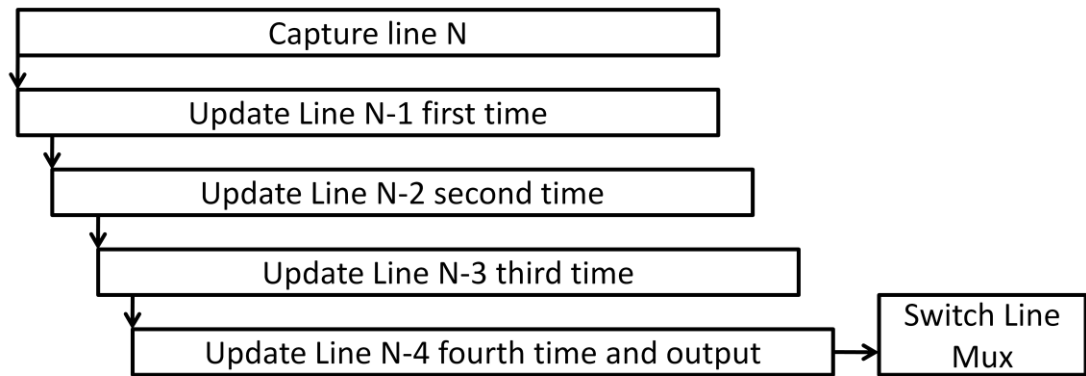 Capture line N
Update Line N-1 first time
Update Line N-2 second time
Update Line N-3 third time
Update Line N-4 fourth time and output
Switch Line
Mux